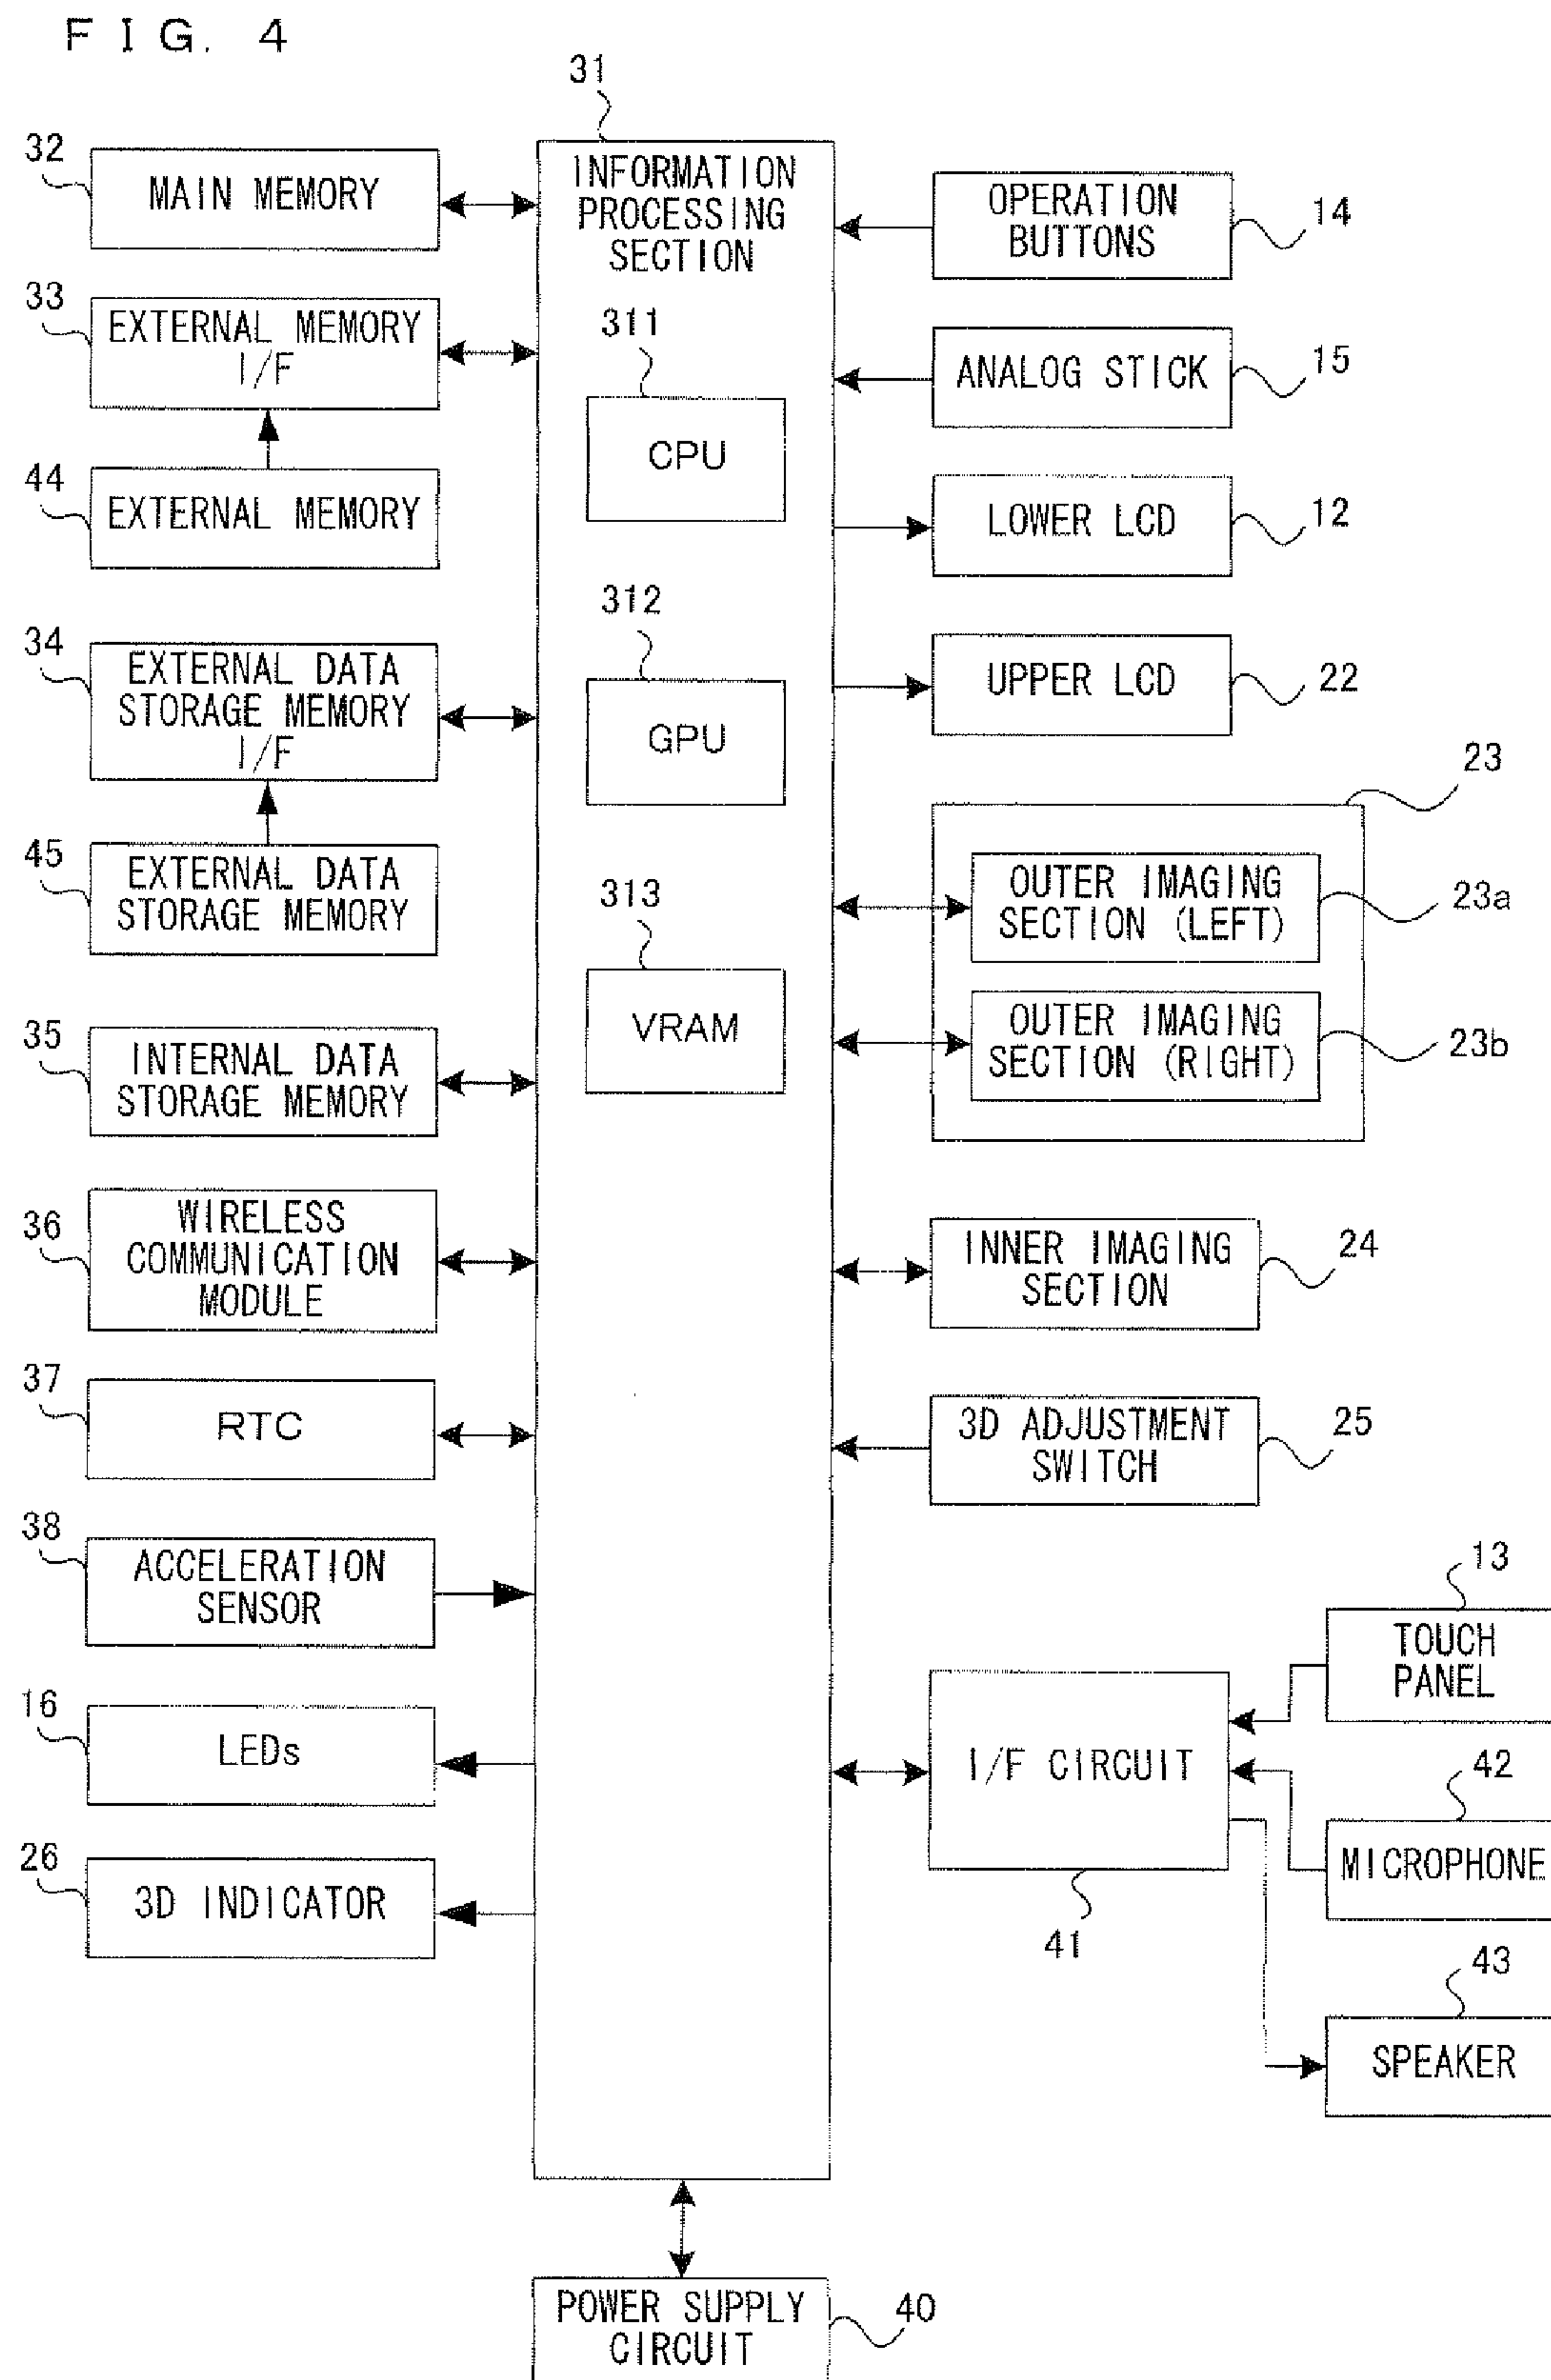 FIG. 4
31
INFORMATION
PROCESSING
SECTION
311
CPU
312
GPU
313
VRAM
32
MAIN MEMORY
33
EXTERNAL MEMORY
I/F
44
EXTERNAL MEMORY
34
EXTERNAL DATA
STORAGE MEMORY
I/F
45
EXTERNAL DATA
STORAGE MEMORY
35
INTERNAL DATA
STORAGE MEMORY
36
WIRELESS
COMMUNICATION
MODULE
37
RTC
38
ACCELERATION
SENSOR
16
LEDs
26
3D INDICATOR
OPERATION
BUTTONS
14
ANALOG STICK
15
LOWER LCD
12
UPPER LCD
22
23
OUTER IMAGING
SECTION (LEFT)
23a
OUTER IMAGING
SECTION (RIGHT)
23b
INNER IMAGING
SECTION
24
3D ADJUSTMENT
SWITCH
25
13
TOUCH
PANEL
I/F CIRCUIT
41
42
MICROPHONE
43
SPEAKER
POWER SUPPLY
CIRCUIT
40